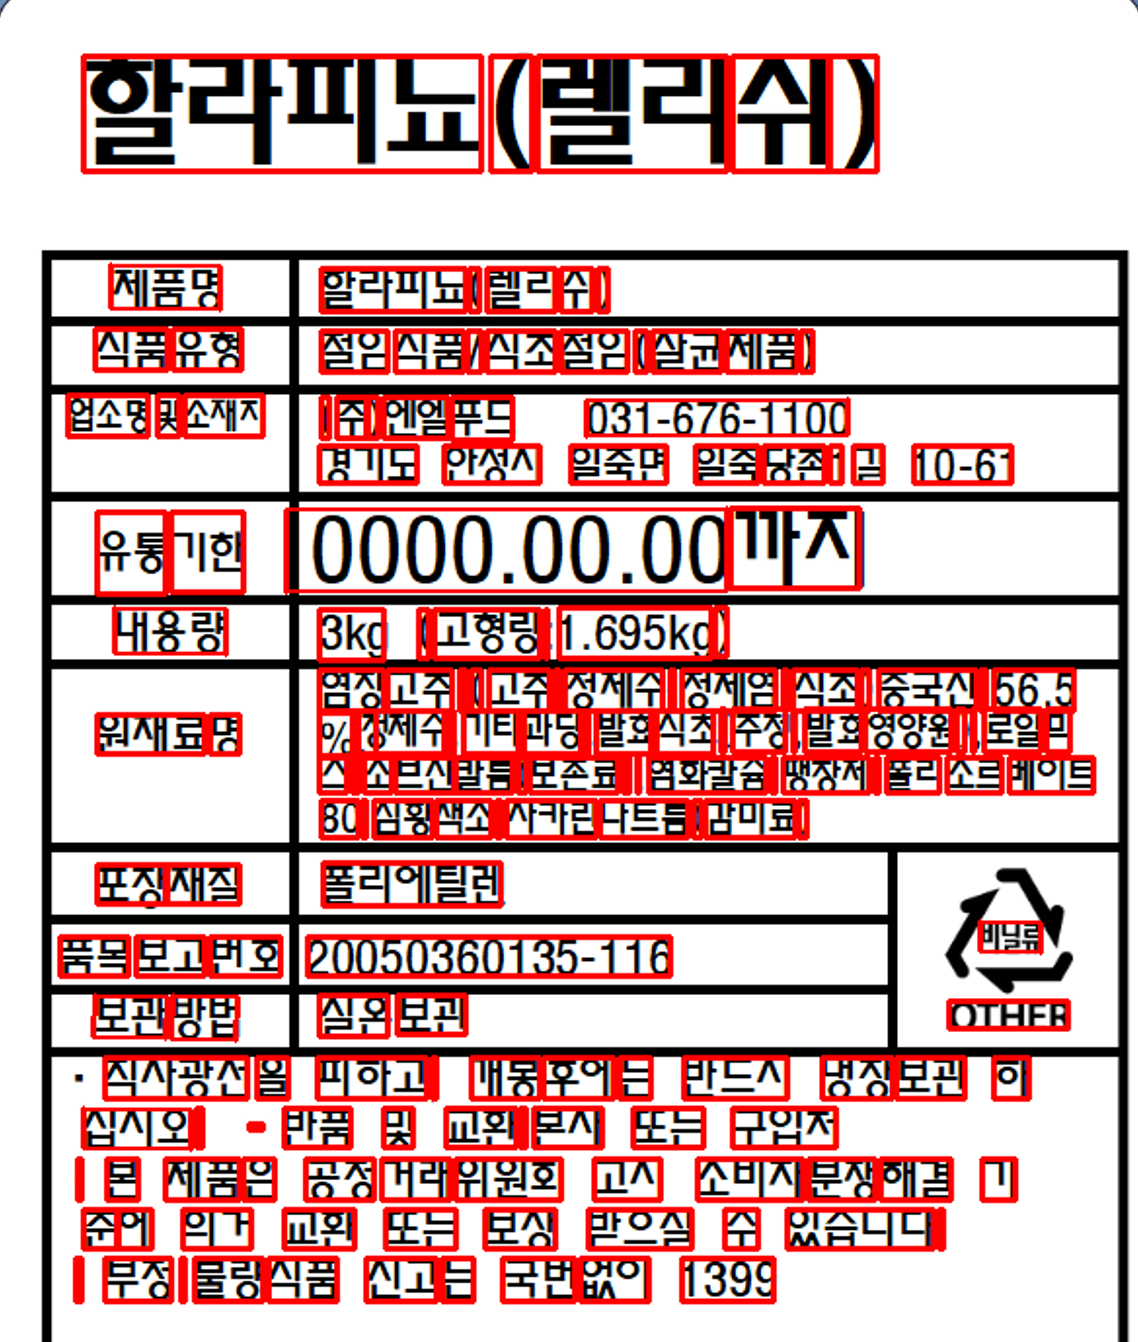 할라피뇨(렐리쉬)
제품명 할라피뇨(렐리쉬)
식품유형 절임식품/식초절임(살균제품)
업소명및소재지 (주)엔엘푸드 031-676-1100
경기도 안성시 일죽면 일죽당촌1길 10-61
유통기한 0000.00.00까지
내용량 3kg (고형량:1.695kg)
원재료명 염장고추(고추,정제수,정제염,식초)중국산 56.5
%,정제수,기타과당,발효식초(주정,발효영양원),로얄믹
스(소브산칼륨(보존료),염화칼슘,팽창제),폴리소르베이트
80,심황색소,사카린나트륨(감미료)
포장재질 폴리에틸렌
비닐류
OTHER
품목보고번호 20050360135-116
보관방법 실온보관
· 직사광선을 피하고, 개봉후에는 반드시 냉장보관 하
십시오. - 반품 및 교환:본사 또는 구입처
본 제품은 공정거래위원회 고시 소비자분쟁해결 기
준에 의거 교환 또는 보상 받으실 수 있습니다.
부정,불량식품 신고는 국번없이 1399